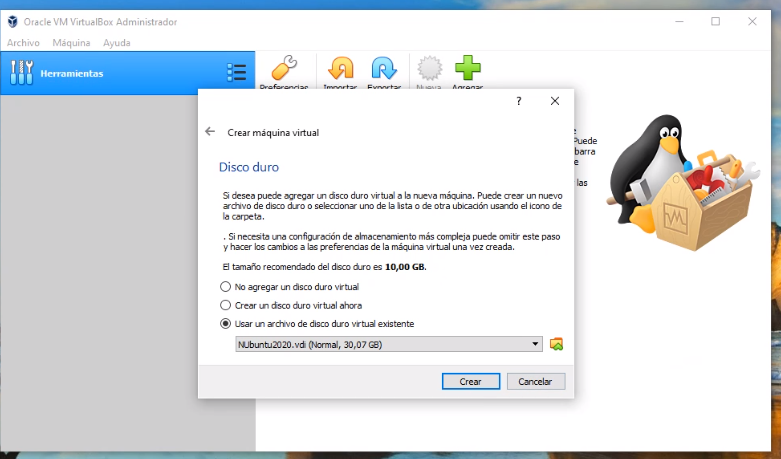 Oracle VM VirtualBox Administrador
Archivo Máquina Ayuda
Herramientas
Preferencias Importar Exportar Nueva Agregar
?
Crear máquina virtual
Disco duro
Puede
barra
e
las
Si desea puede agregar un disco duro virtual a la nueva máquina. Puede crear un nuevo
archivo de disco duro o seleccionar uno de la lista o de otra ubicación usando el icono de
la carpeta.
. Si necesita una configuración de almacenamiento más compleja puede omitir este paso
y hacer los cambios a las preferencias de la máquina virtual una vez creada.
El tamaño recomendado del disco duro es 10,00 GB.
No agregar un disco duro virtual
Crear un disco duro virtual ahora
Usar un archivo de disco duro virtual existente
NUbuntu2020.vdi (Normal, 30,07 GB)
Crear Cancelar